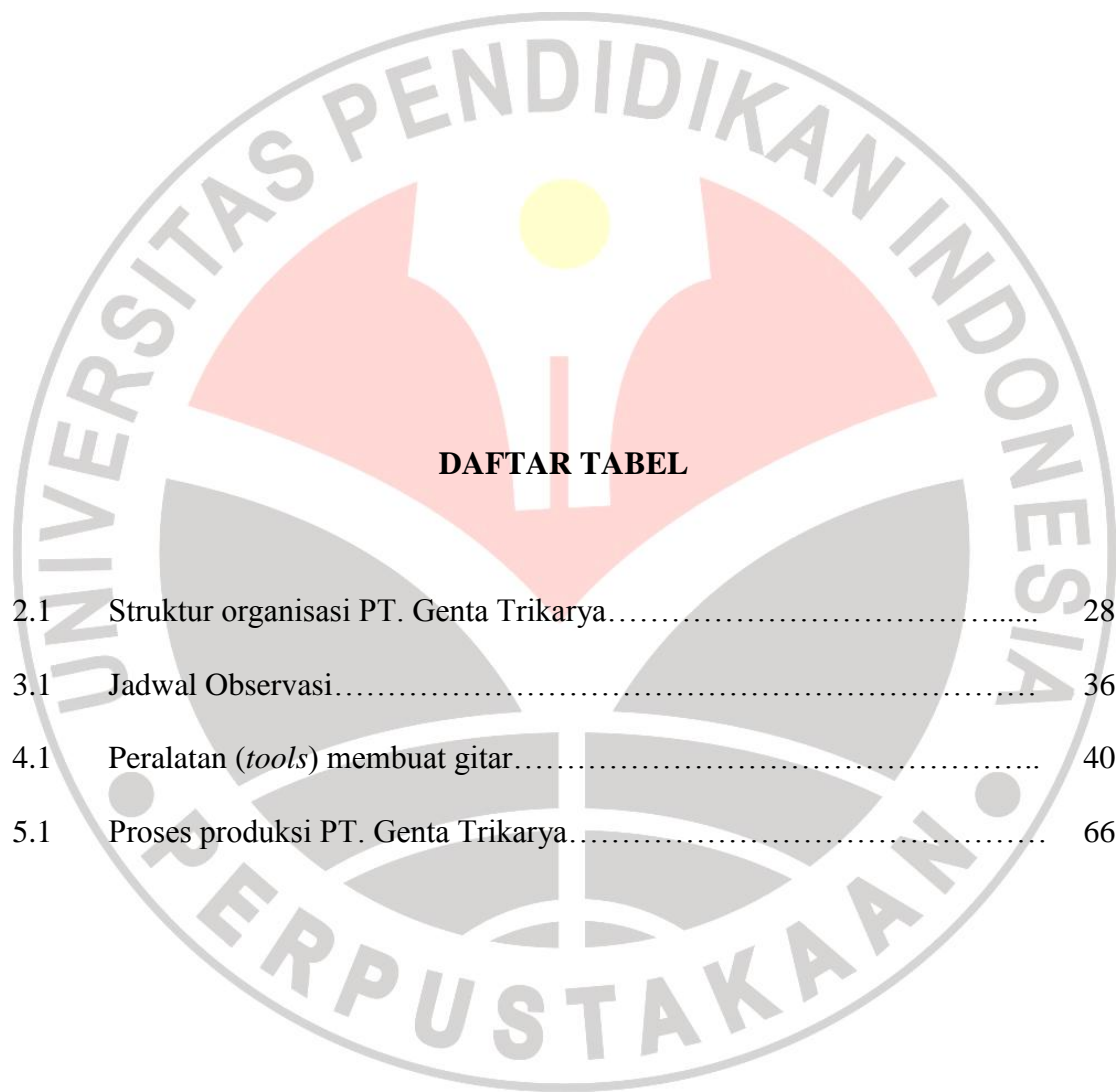 UNIVERSITAS PENDIDIKAN INDONESIA
DAFTAR TABEL
2.1 Struktur organisasi PT. Genta Trikarya………………………………...... 28
3.1 Jadwal Observasi…………………………………………………………. 36
4.1 Peralatan (tools) membuat gitar………………………………………….. 40
5.1 Proses produksi PT. Genta Trikarya……………………………………… 66
PERPUSTAKAAN